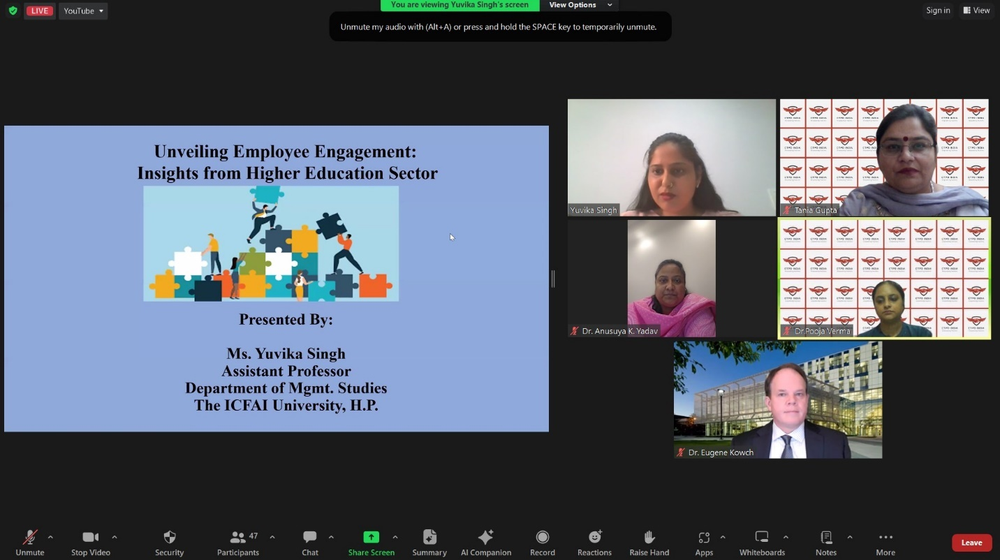 LIVE
YouTube
You are viewing Yuvika Singh's screen
View Options
Sign in
View
Unmute my audio with (Alt+A) or press and hold the SPACE key to temporarily unmute.
Unveiling Employee Engagement:
Insights from Higher Education Sector
Presented By:
Ms. Yuvika Singh
Assistant Professor
Department of Mgmt. Studies
The ICFAI University, H.P.
Yuvika Singh
Tania Gupta
Dr. Anusuya K. Yadav
Dr.Pooja Verma
Dr. Eugene Kowch
CTPD INDIA
Unmute
Stop Video
Security
Participants
47
Chat
Share Screen
Summary
AI Companion
Record
Reactions
Raise Hand
Apps
Whiteboards
Notes
More
Leave